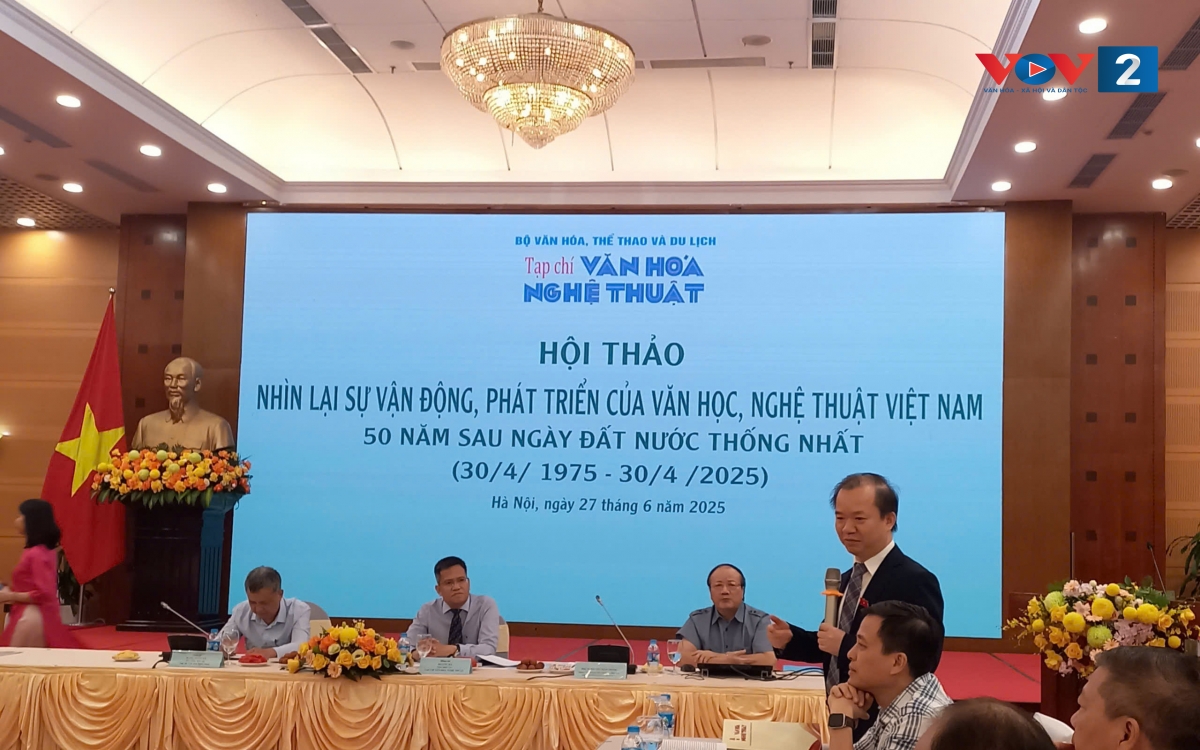 VOV 2
VĂN HÓA - XÃ HỘI VÀ DÂN TỘC
BỘ VĂN HÓA, THỂ THAO VÀ DU LỊCH
Tạp chí VĂN HÓA
NGHỆ THUẬT
HỘI THẢO
NHÌN LẠI SỰ VẬN ĐỘNG, PHÁT TRIỂN CỦA VĂN HỌC, NGHỆ THUẬT VIỆT NAM
50 NĂM SAU NGÀY ĐẤT NƯỚC THỐNG NHẤT
(30/4/ 1975 - 30/4 /2025)
Hà Nội, ngày 27 tháng 6 năm 2025